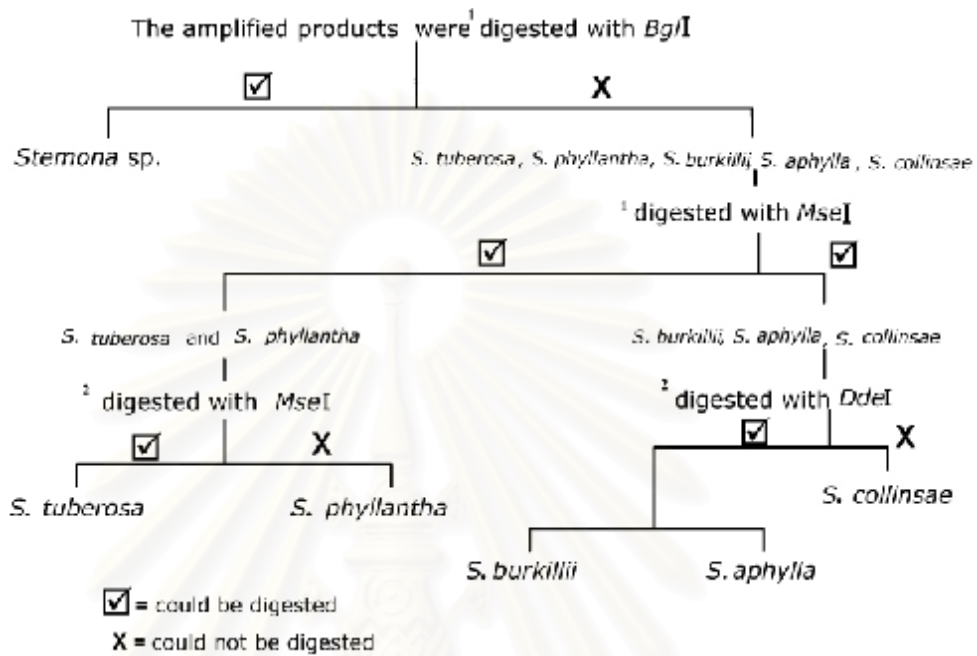 The amplified products were¹ digested with BglI
☑ X
Stemona sp.
S. tuberosa, S. phyllantha, S. burkillii, S. aphylla, S. collinsae
¹ digested with MseI
☑ ☑
S. tuberosa and S. phyllantha
S. burkillii, S. aphylla, S. collinsae
² digested with MseI
² digested with DdeI
☑ X
☑ X
S. tuberosa
S. phyllantha
S. collinsae
S. burkillii
S. aphylla
☑ = could be digested
X = could not be digested